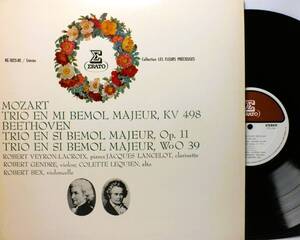 Collection LES FLEURS PRÉCIEUSES
ERATO
MOZART
TRIO EN MI BEMOL MAJEUR, KV 498
BEETHOVEN
TRIO EN SI BEMOL MAJEUR, Op. 11
TRIO EN SI BEMOL MAJEUR, WoO 39
ROBERT VEYRON-LACROIX, piano; JACQUES LANCELOT, clarinette
ROBERT GENDRE, violon; COLETTE LEQUIEN, alto
ROBERT BEX, violoncelle
STEREO